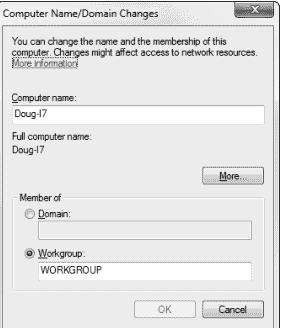 Computer Name/Domain Changes
You can change the name and the membership of this
computer. Changes might affect access to network resources.
More information
Computer name:
Doug-I7
Full computer name:
Doug-I7
More...
Member of
Domain:
Workgroup:
WORKGROUP
OK
Cancel